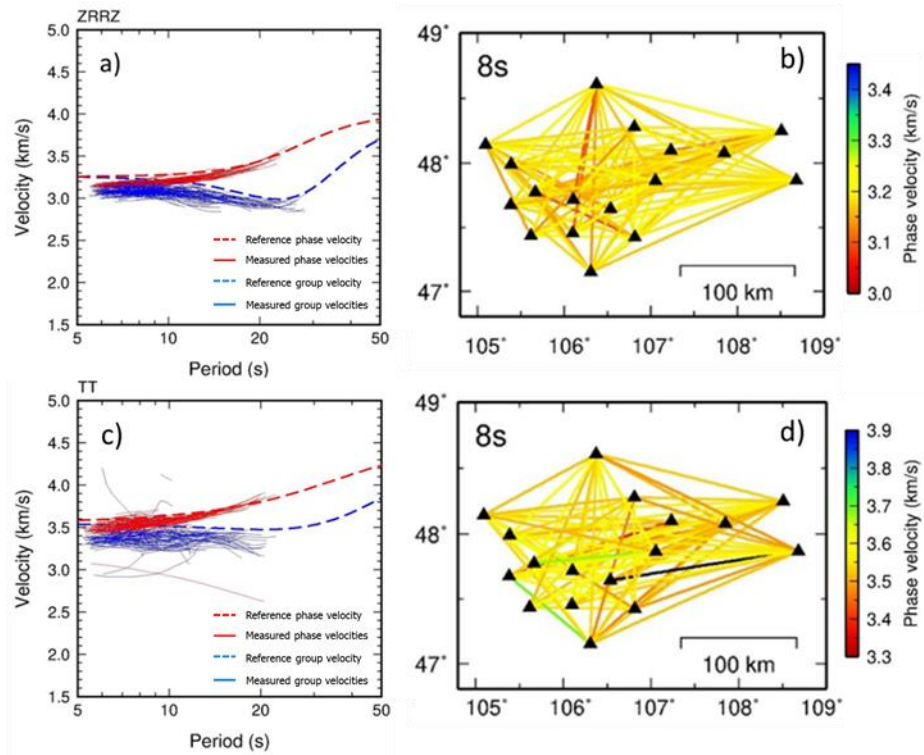 ZRRZ
a)
Velocity (km/s)
5.0
4.5
4.0
3.5
3.0
2.5
2.0
1.5
Reference phase velocity
Measured phase velocities
Reference group velocity
Measured group velocities
5
10
20
50
Period (s)
49˚
48˚
47˚
8s
b)
100 km
105˚
106˚
107˚
108˚
109˚
3.4
3.3
3.2
3.1
3.0
Phase velocity (km/s)
TT
c)
Velocity (km/s)
5.0
4.5
4.0
3.5
3.0
2.5
2.0
1.5
Reference phase velocity
Measured phase velocities
Reference group velocity
Measured group velocities
5
10
20
50
Period (s)
49˚
48˚
47˚
8s
d)
100 km
105˚
106˚
107˚
108˚
109˚
3.9
3.8
3.7
3.6
3.5
3.4
3.3
Phase velocity (km/s)